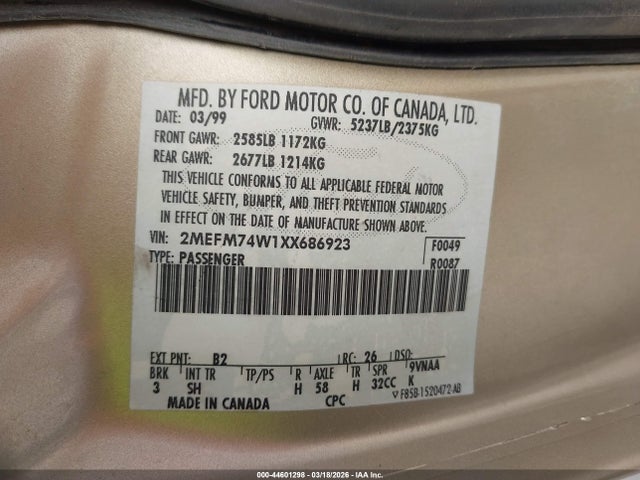 MFD. BY FORD MOTOR CO. OF CANADA, LTD.
DATE: 03/99 GVWR: 5237LB/2375KG
FRONT GAWR: 2585LB 1172KG
REAR GAWR: 2677LB 1214KG
THIS VEHICLE CONFORMS TO ALL APPLICABLE FEDERAL MOTOR
VEHICLE SAFETY, BUMPER, AND THEFT PREVENTION STANDARDS
IN EFFECT ON THE DATE OF MANUFACTURE SHOWN ABOVE.
VIN: 2MEFM74W1XX686923 F0049
TYPE: PASSENGER R0087
EXT PNT: B2 RC: 26 DSO:
BRK INT TR TP/PS R AXLE TR SPR 9VNAA
3 SH H 58 H 32CC K
MADE IN CANADA CPC F85B-1520472-AB
000-44601298 - 03/18/2026 - IAA Inc.